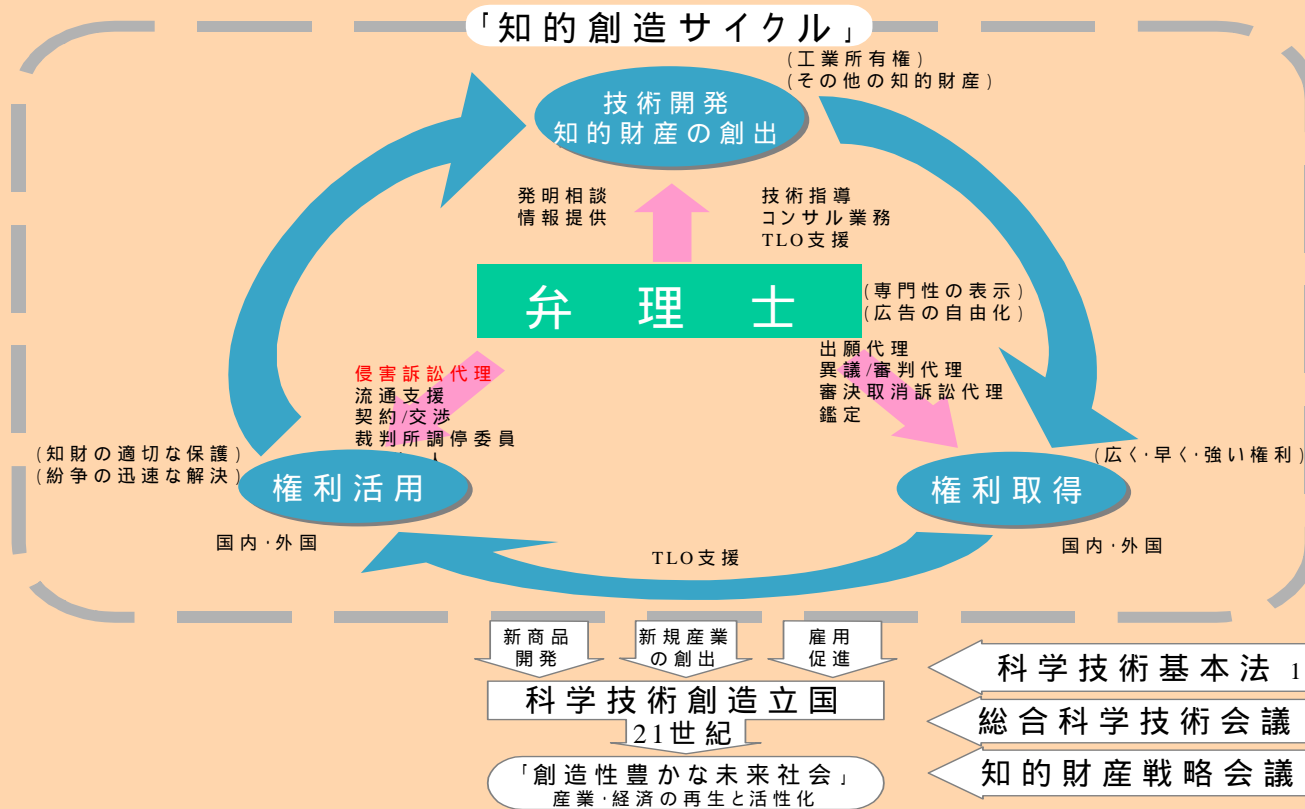 「知的創造サイクル」
(工業所有権)
(その他の知的財産)
技術開発
知的財産の創出
発明相談
情報提供
技術指導
コンサル業務
TLO支援
弁理士
(専門性の表示)
(広告の自由化)
侵害訴訟代理
流通支援
契約/交渉
裁判所調停委員
人
出願代理
異議/審判代理
審決取消訴訟代理
鑑定
(知財の適切な保護)
(紛争の迅速な解決)
権利活用
国内・外国
(広く・早く・強い権利)
権利取得
国内・外国
TLO支援
新商品
開発
新規産業
の創出
雇用
促進
科学技術創造立国
21世紀
「創造性豊かな未来社会」
産業・経済の再生と活性化
科学技術基本法 1
総合科学技術会議
知的財産戦略会議